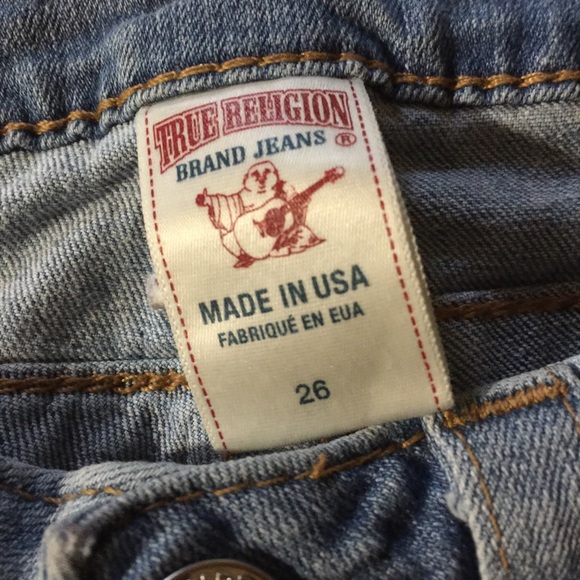 TRUE RELIGION
BRAND JEANS ®
MADE IN USA
FABRIQUÉ EN EUA
26